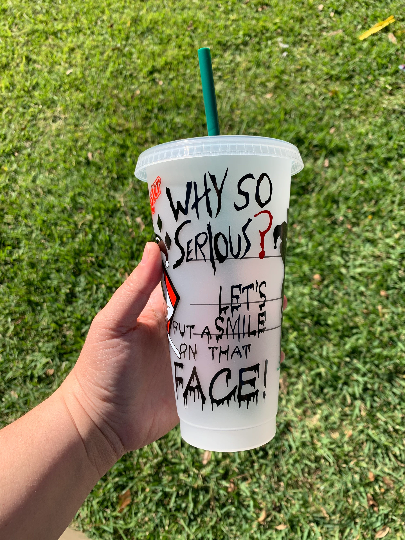 WHY SO
SERIOUS?
LET'S
PUT A SMILE
ON THAT
FACE!